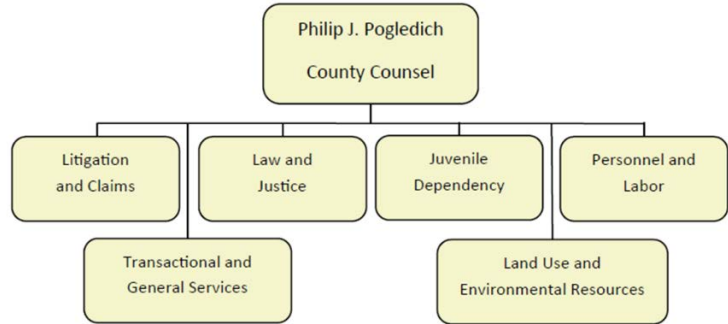 Philip J. Pogledich
County Counsel
Litigation
and Claims
Law and
Justice
Juvenile
Dependency
Personnel and
Labor
Transactional and
General Services
Land Use and
Environmental Resources